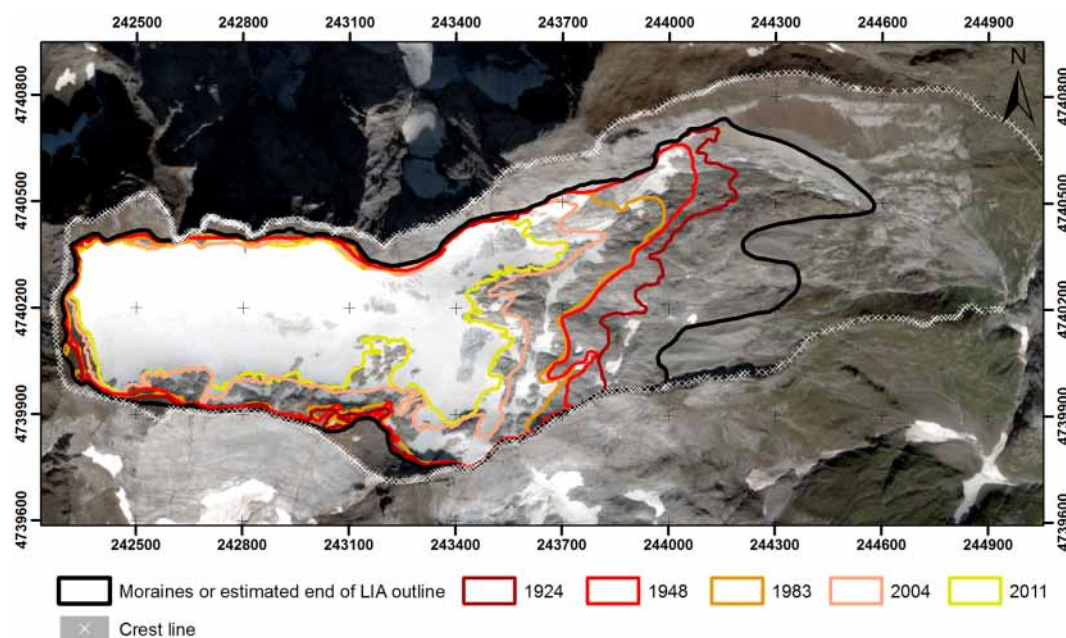 242500 242800 243100 243400 243700 244000 244300 244600 244900
N
4740800 4740800
4740500 4740500
4740200 4740200
4739900 4739900
4739600 4739600
242500 242800 243100 243400 243700 244000 244300 244600 244900
Moraines or estimated end of LIA outline 1924 1948 1983 2004 2011
Crest line